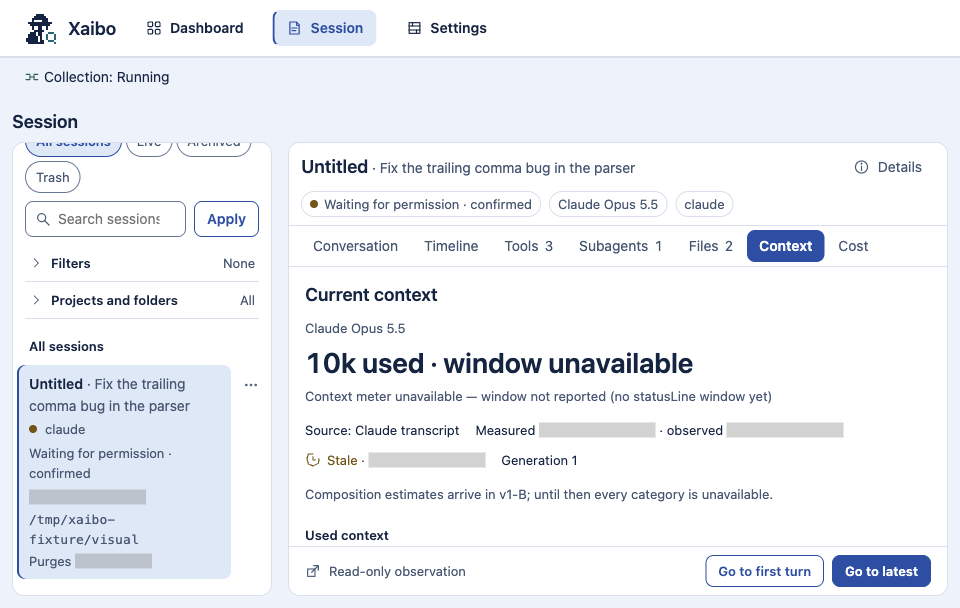 Xaibo
Dashboard
Session
Settings
Collection: Running
Session
All sessions
Live
Archived
Trash
Search sessions
Apply
Filters
None
Projects and folders
All
All sessions
Untitled · Fix the trailing
comma bug in the parser
claude
Waiting for permission ·
confirmed
/tmp/xaibo-
fixture/visual
Purges
Untitled · Fix the trailing comma bug in the parser
Details
Waiting for permission · confirmed
Claude Opus 5.5
claude
Conversation
Timeline
Tools 3
Subagents 1
Files 2
Context
Cost
Current context
Claude Opus 5.5
10k used · window unavailable
Context meter unavailable — window not reported (no statusLine window yet)
Source: Claude transcript Measured · observed
Stale · Generation 1
Composition estimates arrive in v1-B; until then every category is unavailable.
Used context
Read-only observation
Go to first turn
Go to latest